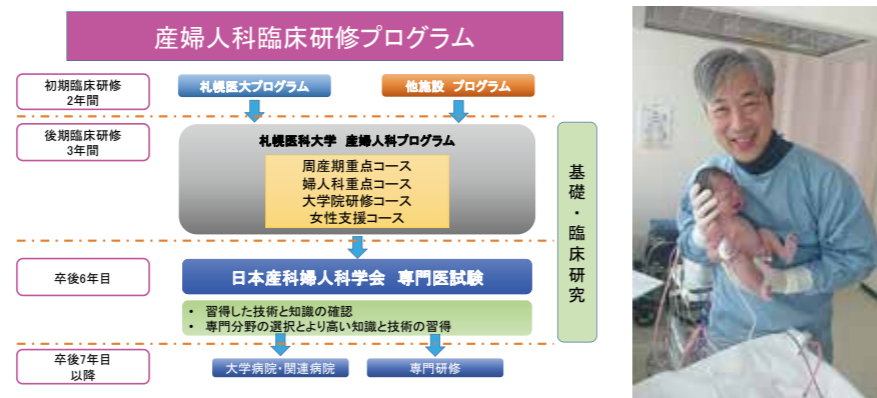 産婦人科臨床研修プログラム
初期臨床研修
2年間
札幌医大プログラム
他施設 プログラム
後期臨床研修
3年間
札幌医科大学 産婦人科プログラム
周産期重点コース
婦人科重点コース
大学院研修コース
女性支援コース
基礎・臨床研究
卒後6年目
日本産科婦人科学会 専門医試験
• 習得した技術と知識の確認
• 専門分野の選択とより高い知識と技術の習得
卒後7年目
以降
大学病院・関連病院
専門研修